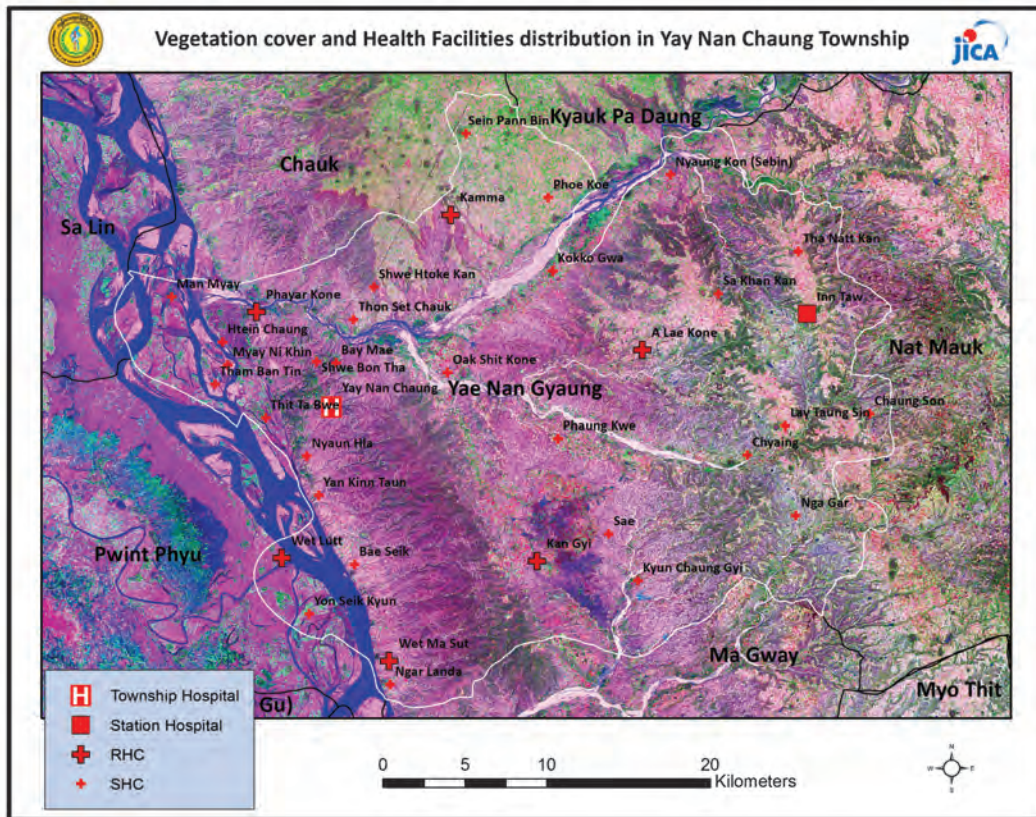 Vegetation cover and Health Facilities distribution in Yay Nan Chaung Township
jICA
Sein Pann Bin
Kyauk Pa Daung
Chauk
Nyaung Kon (Sebin)
Phoe Koe
Kamma
Sa Lin
Tha Natt Kan
Kokko Gwa
Shwe Htoke Kan
Man Myay
Sa Khan Kan
Phayar Kone
Inn Taw
Thon Set Chauk
Htein Chaung
A Lae Kone
Nat Mauk
Myay Ni Khin
Bay Mae
Oak Shit Kone
Shwe Bon Tha
Tham Ban Tin
Yay Nan Chaung
Yae Nan Gyaung
H
Thit Ta Bwe
Lay Taung Sin
Chaung Son
Phaung Kwe
Chyaing
Nyaun Hla
Yan Kinn Taun
Nga Gar
Sae
Wet Lutt
Kan Gyi
Pwint Phyu
Bae Seik
Kyun Chaung Gyi
Yon Seik Kyun
Wet Ma Sut
Ma Gway
Ngar Landa
Myo Thit
Gu)
H Township Hospital
Station Hospital
RHC
SHC
0 5 10 20
Kilometers
N
W E
S